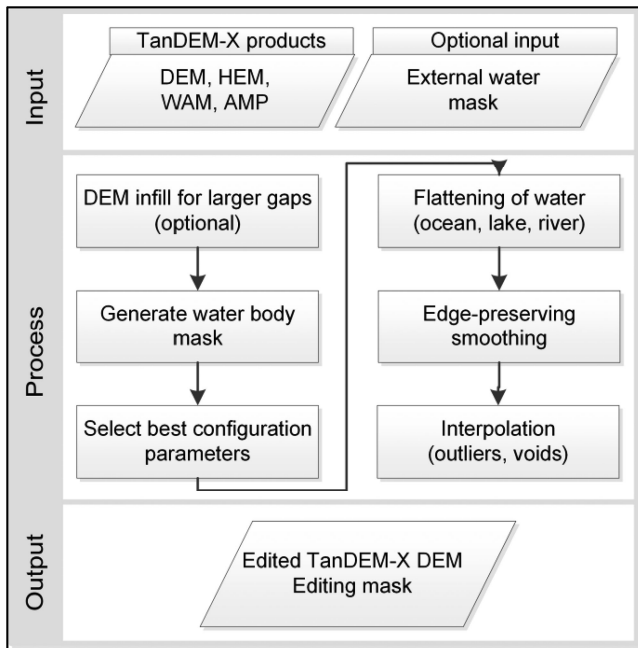 Input
TanDEM-X products
DEM, HEM,
WAM, AMP
Optional input
External water
mask
Process
DEM infill for larger gaps
(optional)
Generate water body
mask
Select best configuration
parameters
Flattening of water
(ocean, lake, river)
Edge-preserving
smoothing
Interpolation
(outliers, voids)
Output
Edited TanDEM-X DEM
Editing mask